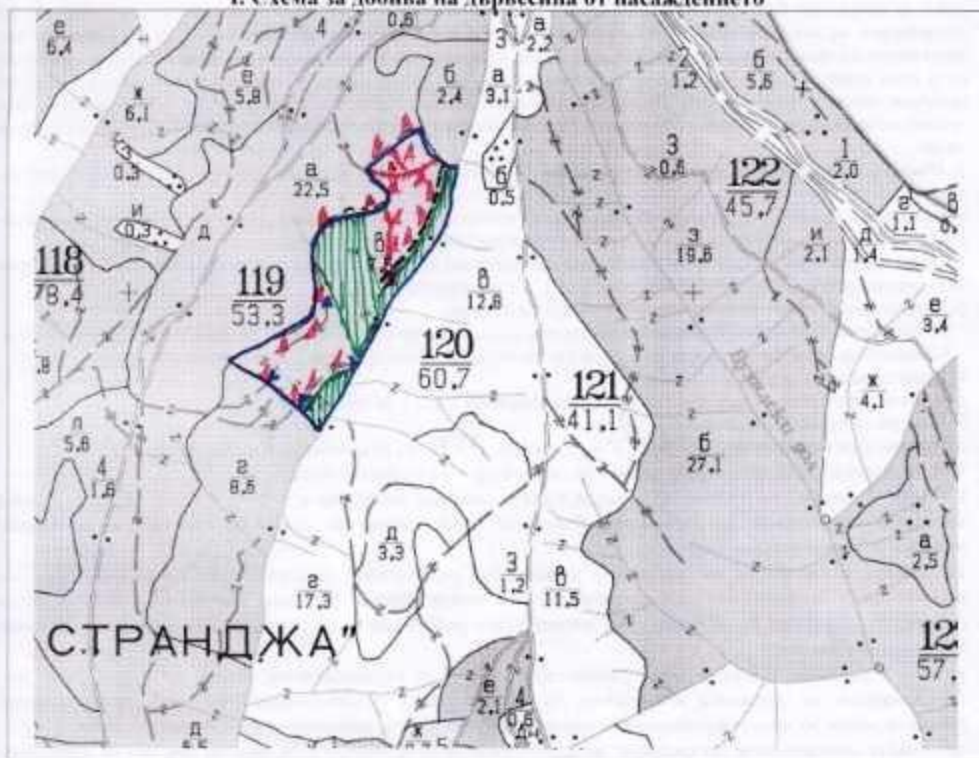 1. Схема за добива на дървесина от насаждението
е
6.4
ж
6.1
е
5.8
4
0.6
б
2.4
З
а
3.1
а
2.2
2
1.2
б
5.6
0.3
и
0.3
д
а
22.5
б
0.5
3
0.6
122
45.7
1
2.0
г
1.1
в
118
78.4
119
53.3
в
в
12.8
з
19.6
и
2.1
д
1.4
е
3.4
120
60.7
121
41.1
ж
4.1
л
5.6
4
1.6
г
8.6
б
27.1
д
3.3
а
2.5
г
17.3
3
1.2
в
11.5
С.ТРАНДЖА"
12
57
е
2.1
4
0.6
д
ж